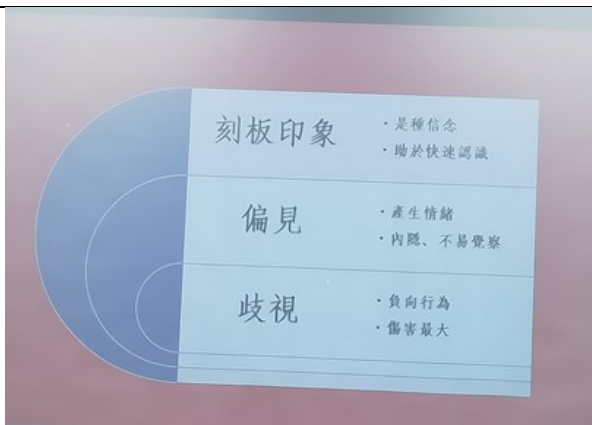 刻板印象
・是種信念
・助於快速認識
偏見
・產生情緒
・內隱、不易覺察
歧視
・負向行為
・傷害最大